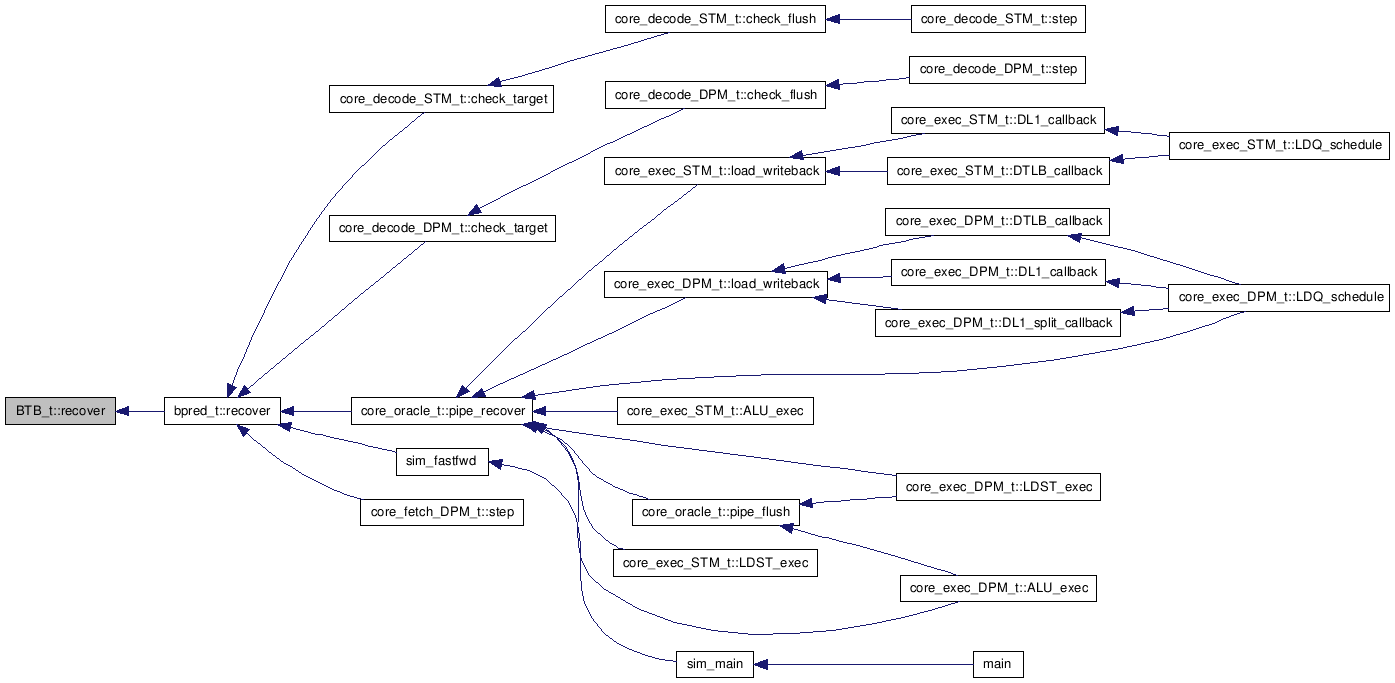 core_decode_STM_t::check_flush
core_decode_STM_t::step
core_decode_DPM_t::step
core_decode_STM_t::check_target
core_decode_DPM_t::check_flush
core_exec_STM_t::DL1_callback
core_exec_STM_t::LDQ_schedule
core_exec_STM_t::load_writeback
core_exec_STM_t::DTLB_callback
core_decode_DPM_t::check_target
core_exec_DPM_t::DTLB_callback
core_exec_DPM_t::DL1_callback
core_exec_DPM_t::load_writeback
core_exec_DPM_t::LDQ_schedule
core_exec_DPM_t::DL1_split_callback
BTB_t::recover
bpred_t::recover
core_oracle_t::pipe_recover
core_exec_STM_t::ALU_exec
sim_fastfwd
core_exec_DPM_t::LDST_exec
core_fetch_DPM_t::step
core_oracle_t::pipe_flush
core_exec_STM_t::LDST_exec
core_exec_DPM_t::ALU_exec
sim_main
main